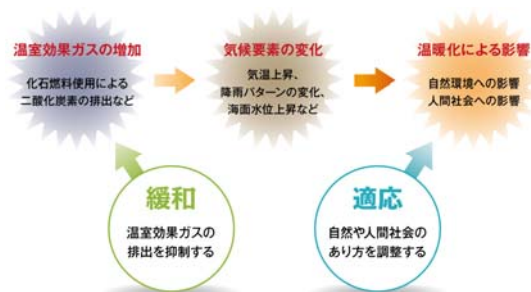 温室効果ガスの増加
化石燃料使用による
二酸化炭素の排出など
気候要素の変化
気温上昇、
降雨パターンの変化、
海面水位上昇など
温暖化による影響
自然環境への影響
人間社会への影響
緩和
温室効果ガスの
排出を抑制する
適応
自然や人間社会の
あり方を調整する